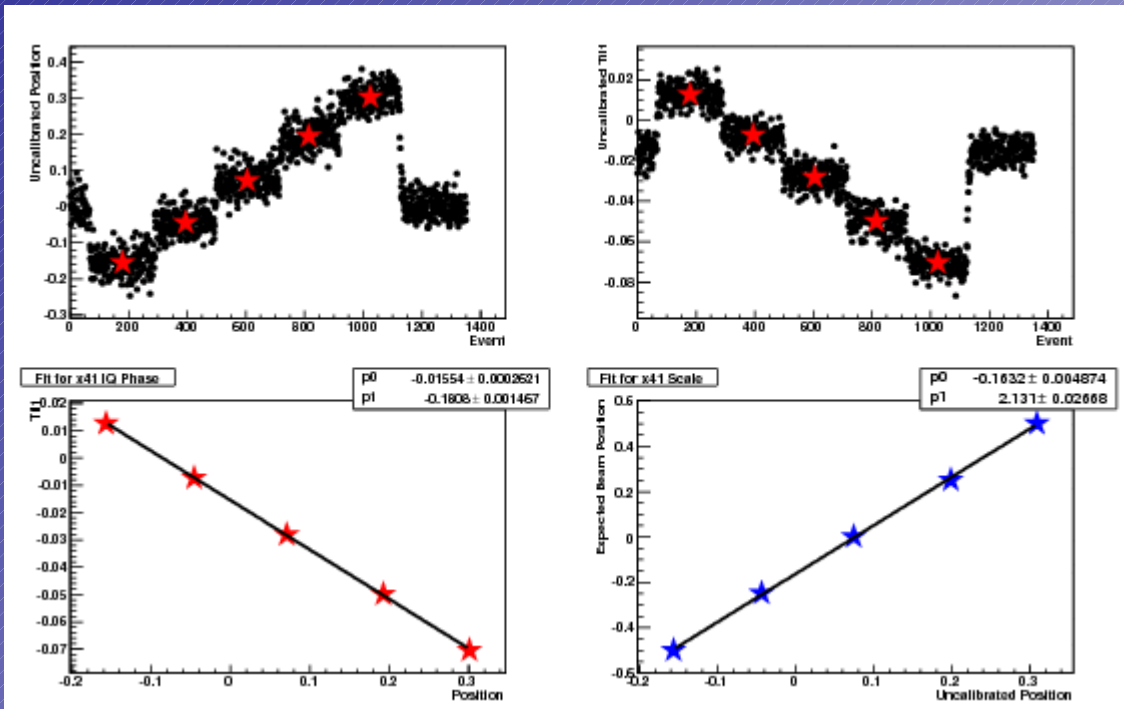 Uncalibrated Position
0.4
0.3
0.2
0.1
-0
-0.1
-0.2
-0.3
0 200 400 600 800 1000 1200 1400
Event
Uncalibrated Tilt
0.02
0
-0.02
-0.04
-0.06
-0.08
0 200 400 600 800 1000 1200 1400
Event
Fit for x41 IQ Phase
p0 -0.01554 ± 0.0002621
p1 -0.1808 ± 0.001467
Tilt
0.02
0.01
0
-0.01
-0.02
-0.03
-0.04
-0.05
-0.06
-0.07
-0.2 -0.1 0 0.1 0.2 0.3
Position
Fit for x41 Scale
p0 -0.1632 ± 0.004874
p1 2.131 ± 0.02668
Expected Beam Position
0.6
0.4
0.2
0
-0.2
-0.4
-0.6
-0.2 -0.1 0 0.1 0.2 0.3
Uncalibrated Position